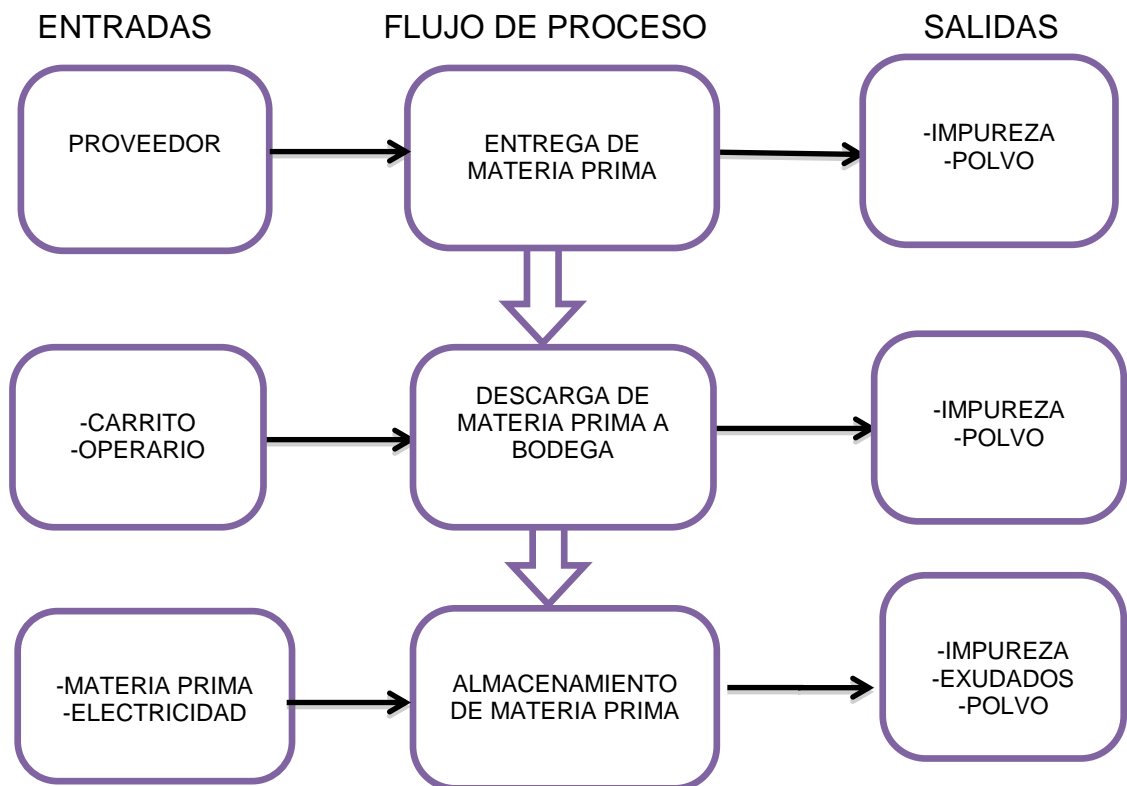 ENTRADAS
FLUJO DE PROCESO
SALIDAS
PROVEEDOR
ENTREGA DE
MATERIA PRIMA
-IMPUREZA
-POLVO
-CARRITO
-OPERARIO
DESCARGA DE
MATERIA PRIMA A
BODEGA
-IMPUREZA
-POLVO
-MATERIA PRIMA
-ELECTRICIDAD
ALMACENAMIENTO
DE MATERIA PRIMA
-IMPUREZA
-EXUDADOS
-POLVO